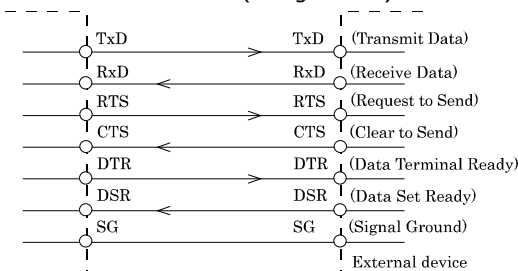 TxD TxD (Transmit Data)
RxD RxD (Receive Data)
RTS RTS (Request to Send)
CTS CTS (Clear to Send)
DTR DTR (Data Terminal Ready)
DSR DSR (Data Set Ready)
SG SG (Signal Ground)
External device